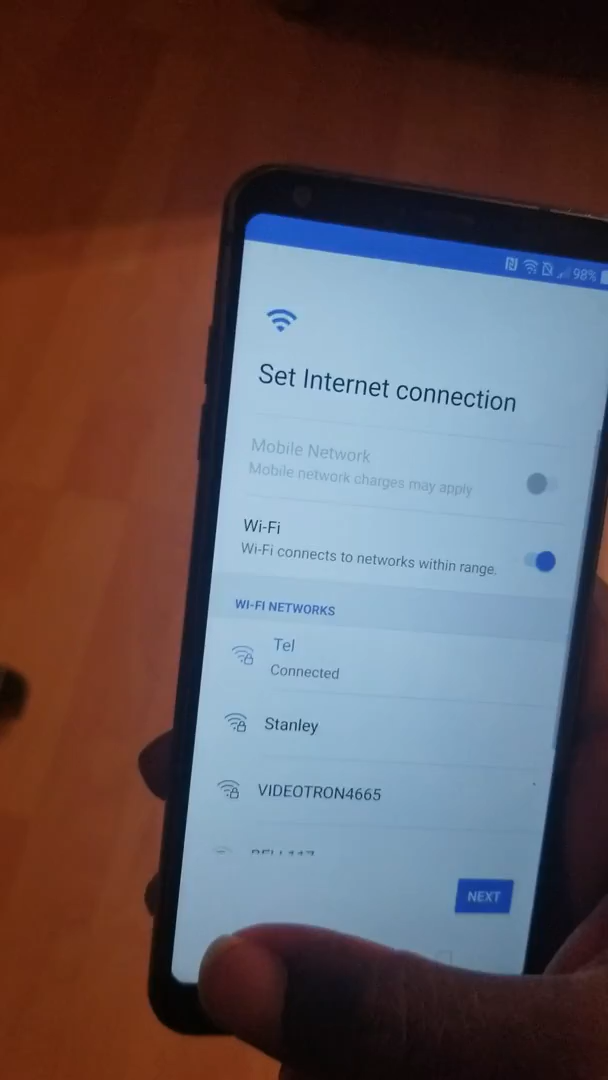 98%
Set Internet connection
Mobile Network
Mobile network charges may apply
Wi-Fi
Wi-Fi connects to networks within range.
WI-FI NETWORKS
Tel
Connected
Stanley
VIDEOTRON4665
NEXT